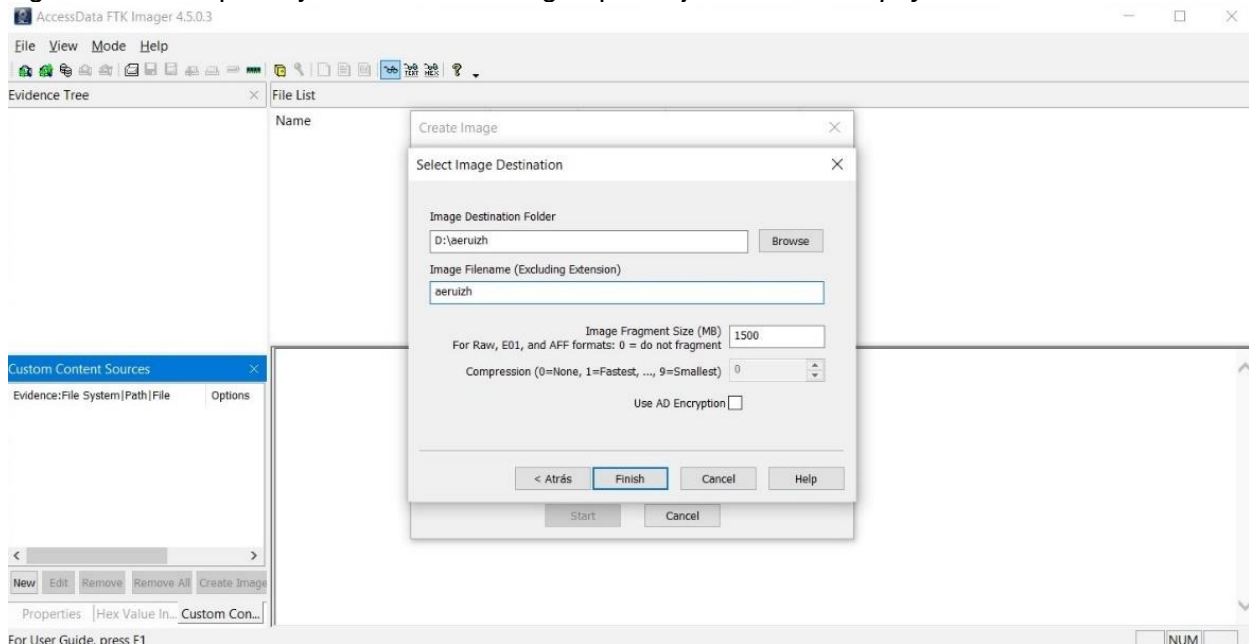 AccessData FTK Imager 4.5.0.3
File View Mode Help
Evidence Tree
File List
Name
Create Image
Select Image Destination
Image Destination Folder
D:\aeruizh
Browse
Image Filename (Excluding Extension)
aeruizh
Image Fragment Size (MB)
For Raw, E01, and AFF formats: 0 = do not fragment
1500
Compression (0=None, 1=Fastest, ..., 9=Smallest)
0
Use AD Encryption
< Atrás
Finish
Cancel
Help
Start
Cancel
Custom Content Sources
Evidence:File System|Path|File
Options
New
Edit
Remove
Remove All
Create Image
Properties
Hex Value In...
Custom Con...
For User Guide, press F1
NUM